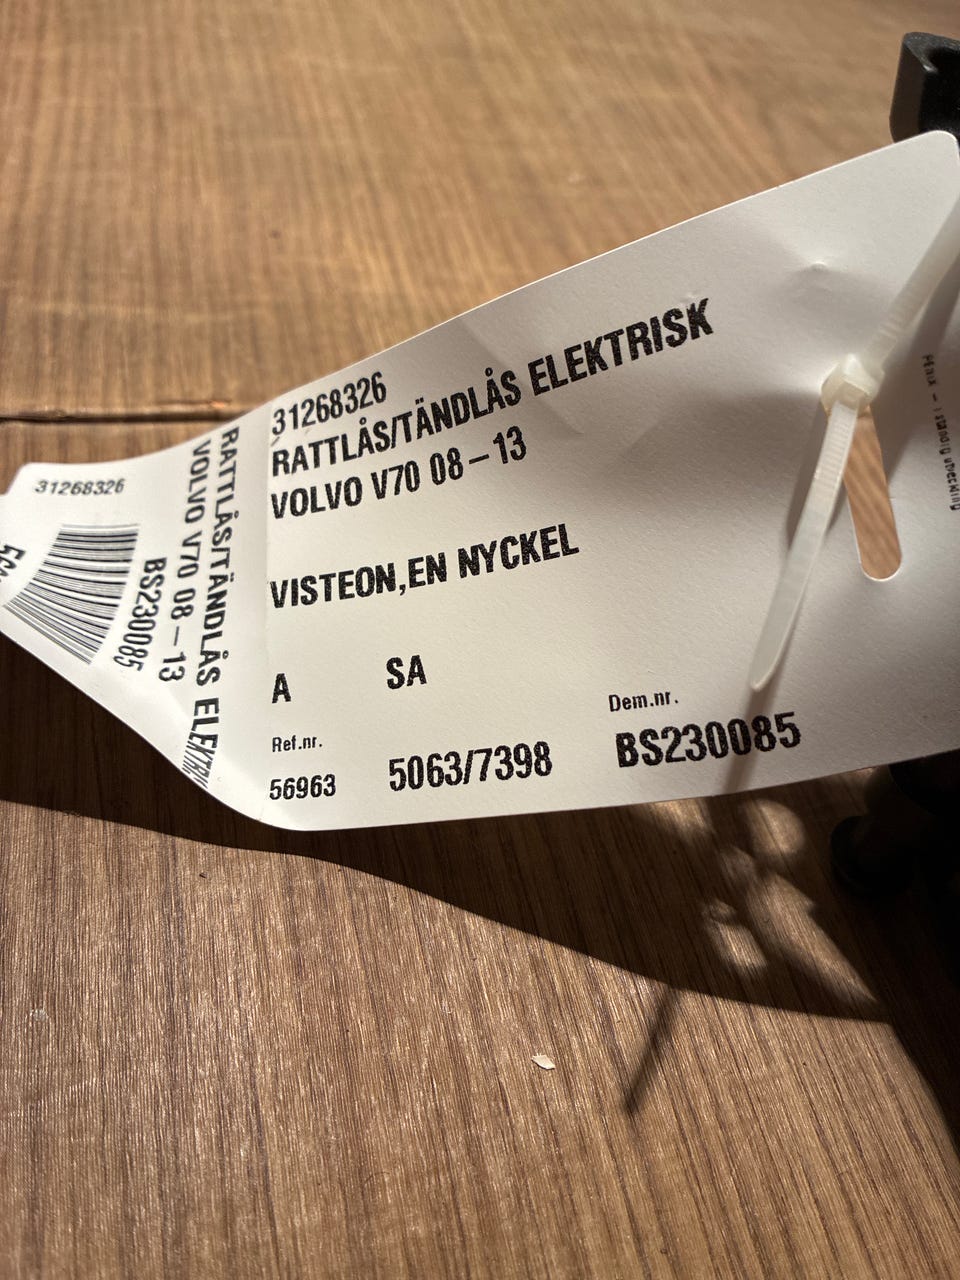 31268326
RATTLÅS/TÄNDLÅS ELEKTRISK
VOLVO V70 08-13
VISTEON,EN NYCKEL
A SA
Ref.nr. Dem.nr.
56963 5063/7398 BS230085
31268326
RATTLÅS/TÄNDLÅS
VOLVO V70 08-13
BS230085